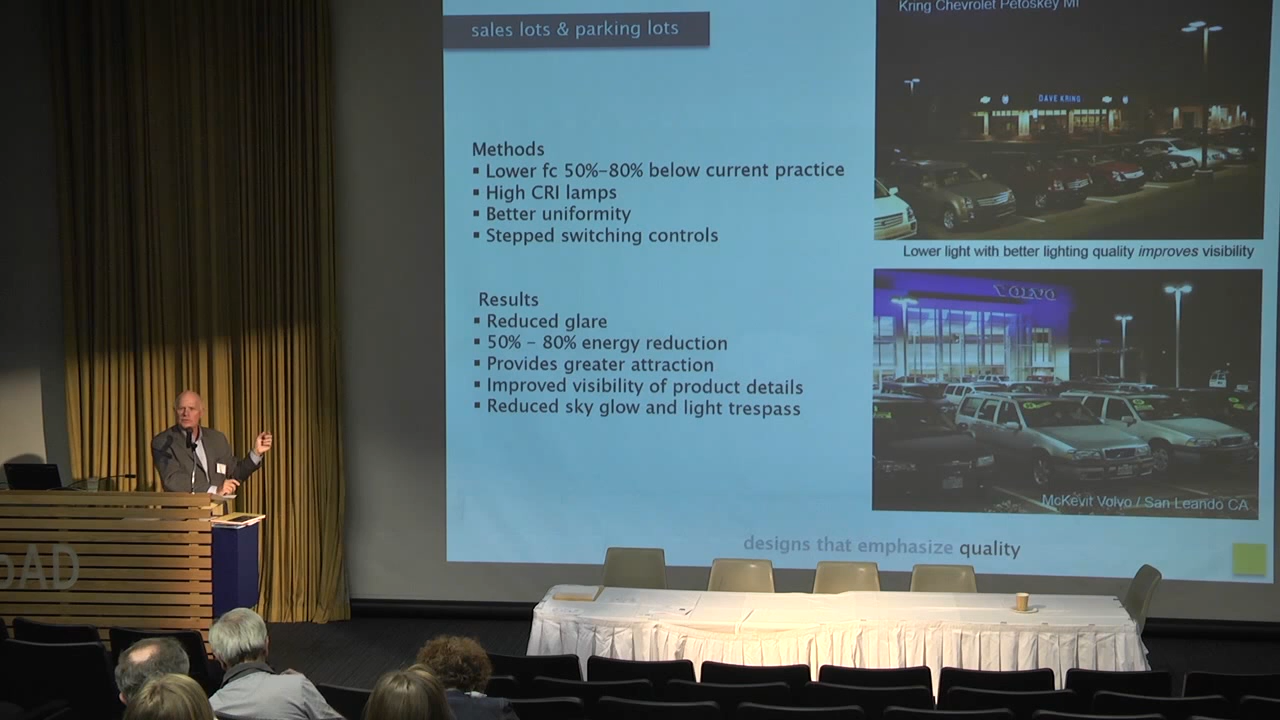 sales lots & parking lots
Methods
▪ Lower fc 50%–80% below current practice
▪ High CRI lamps
▪ Better uniformity
▪ Stepped switching controls
Results
▪ Reduced glare
▪ 50% – 80% energy reduction
▪ Provides greater attraction
▪ Improved visibility of product details
▪ Reduced sky glow and light trespass
Kring Chevrolet Petoskey MI
DAVE KRING
Lower light with better lighting quality improves visibility
VOLVO
McKevit Volvo / San Leando CA
designs that emphasize quality
AD